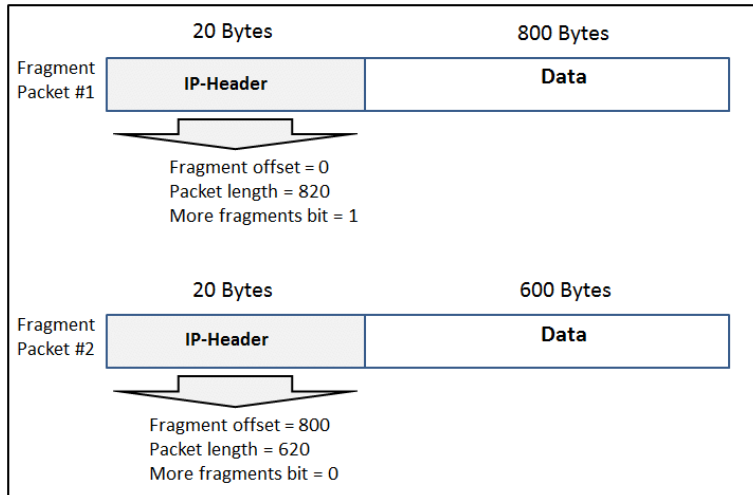 20 Bytes 800 Bytes
Fragment
Packet #1
IP-Header Data
Fragment offset = 0
Packet length = 820
More fragments bit = 1
20 Bytes 600 Bytes
Fragment
Packet #2
IP-Header Data
Fragment offset = 800
Packet length = 620
More fragments bit = 0